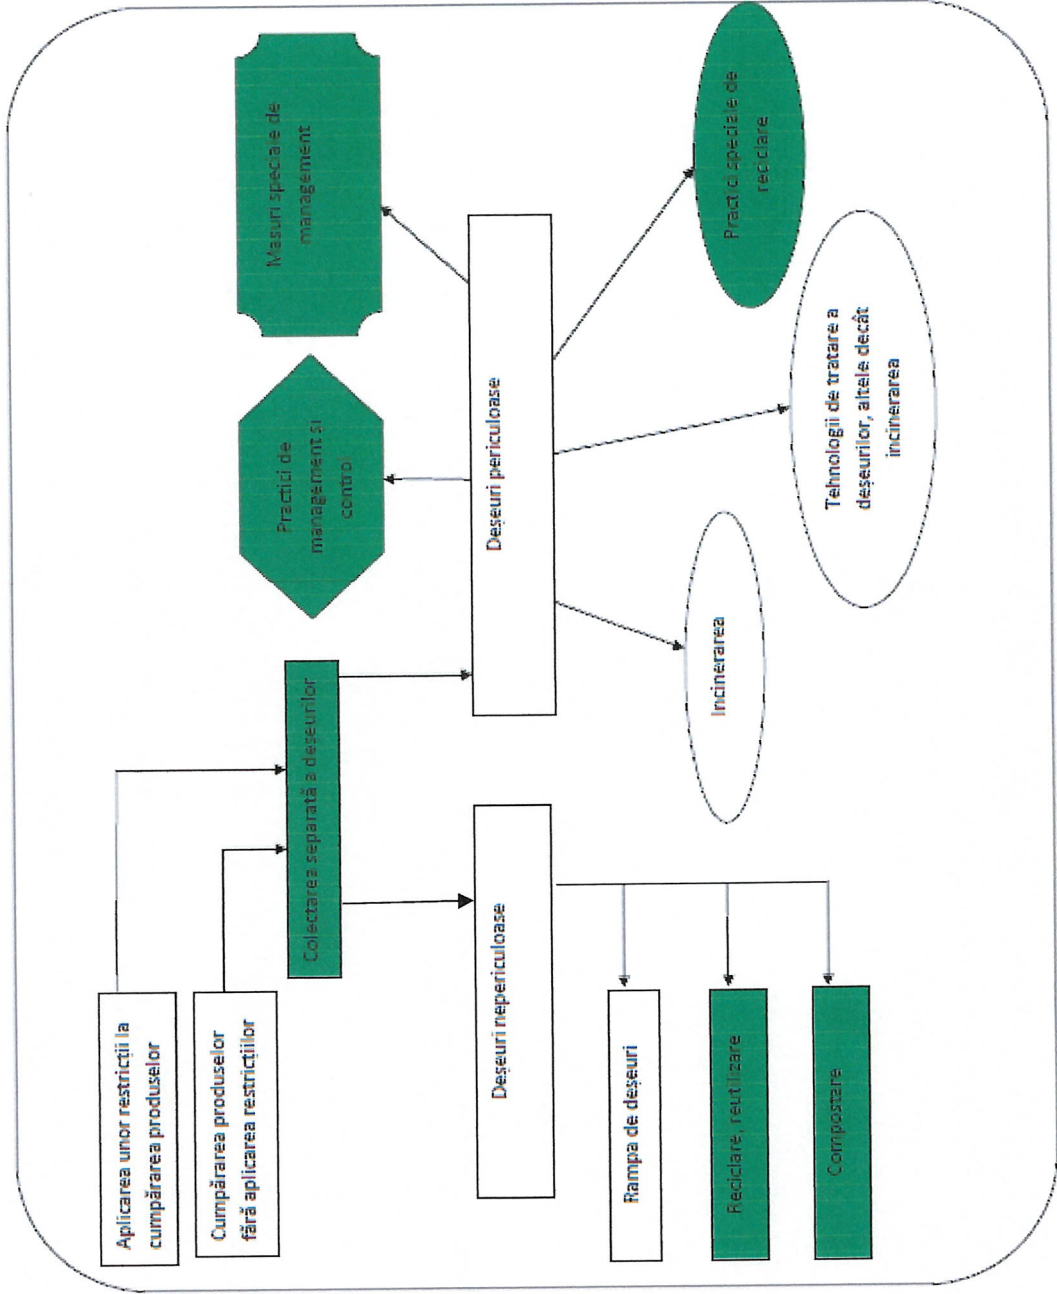 Aplicarea unor restricții la
cumpărarea produselor
Cumpărarea produselor
fără aplicarea restricțiilor
Colectarea separată a deseurilor
Practici de
management si
control
Masuri speciale de
management
Deșeuri nepericuloase
Deșeuri periculoase
Rampa de deșeuri
Reciclare, reutilizare
Compostare
Incinerarea
Tehnologii de tratare a
deșeurilor, altele decât
incinerarea
Practici speciale de
reciclare